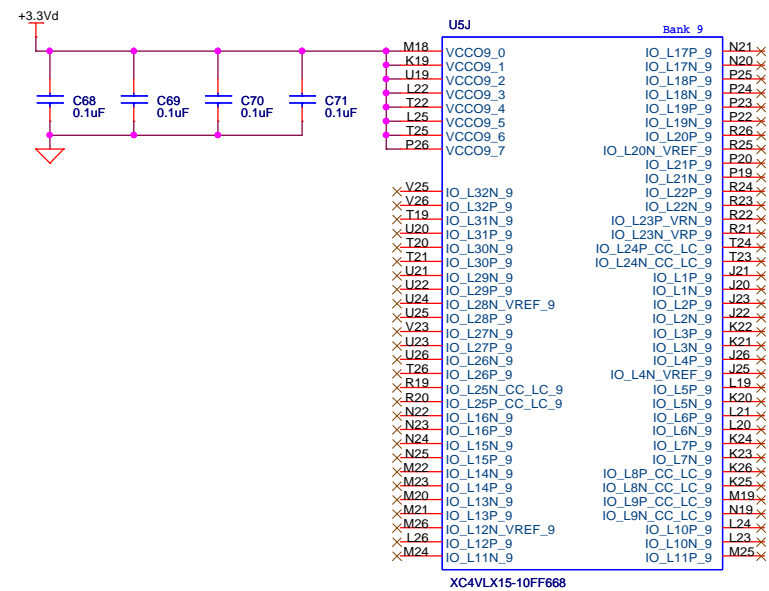 +3.3Vd
U5J
Bank 9
C68
0.1uF
C69
0.1uF
C70
0.1uF
C71
0.1uF
M18 VCCO9_0
K19 VCCO9_1
U19 VCCO9_2
L22 VCCO9_3
T22 VCCO9_4
L25 VCCO9_5
T25 VCCO9_6
P26 VCCO9_7
V25 IO_L32N_9
V26 IO_L32P_9
T19 IO_L31N_9
U20 IO_L31P_9
T20 IO_L30N_9
T21 IO_L30P_9
U21 IO_L29N_9
U22 IO_L29P_9
U24 IO_L28N_VREF_9
U25 IO_L28P_9
V23 IO_L27N_9
U23 IO_L27P_9
U26 IO_L26N_9
T26 IO_L26P_9
R19 IO_L25N_CC_LC_9
R20 IO_L25P_CC_LC_9
N22 IO_L16N_9
N23 IO_L16P_9
N24 IO_L15N_9
N25 IO_L15P_9
M22 IO_L14N_9
M23 IO_L14P_9
M20 IO_L13N_9
M21 IO_L13P_9
M26 IO_L12N_VREF_9
L26 IO_L12P_9
M24 IO_L11N_9
IO_L17P_9 N21
IO_L17N_9 N20
IO_L18P_9 P25
IO_L18N_9 P24
IO_L19P_9 P23
IO_L19N_9 P22
IO_L20P_9 R26
IO_L20N_VREF_9 R25
IO_L21P_9 P20
IO_L21N_9 P19
IO_L22P_9 R24
IO_L22N_9 R23
IO_L23P_VRN_9 R22
IO_L23N_VRP_9 R21
IO_L24P_CC_LC_9 T24
IO_L24N_CC_LC_9 T23
IO_L1P_9 J21
IO_L1N_9 J20
IO_L2P_9 J23
IO_L2N_9 J22
IO_L3P_9 K22
IO_L3N_9 K21
IO_L4P_9 J26
IO_L4N_VREF_9 J25
IO_L5P_9 L19
IO_L5N_9 K20
IO_L6P_9 L21
IO_L6N_9 L20
IO_L7P_9 K24
IO_L7N_9 K23
IO_L8P_CC_LC_9 K26
IO_L8N_CC_LC_9 K25
IO_L9P_CC_LC_9 M19
IO_L9N_CC_LC_9 N19
IO_L10P_9 L24
IO_L10N_9 L23
IO_L11P_9 M25
XC4VLX15-10FF668